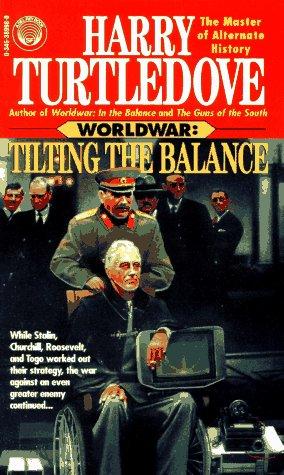 HARRY
The Master
of Alternate
History
TURTLEDOVE
Author of Worldwar: In the Balance and The Guns of the South
WORLDWAR:
TILTING THE BALANCE
While Stalin,
Churchill, Roosevelt,
and Togo worked out
their strategy, the war
against an even
greater enemy
continued...